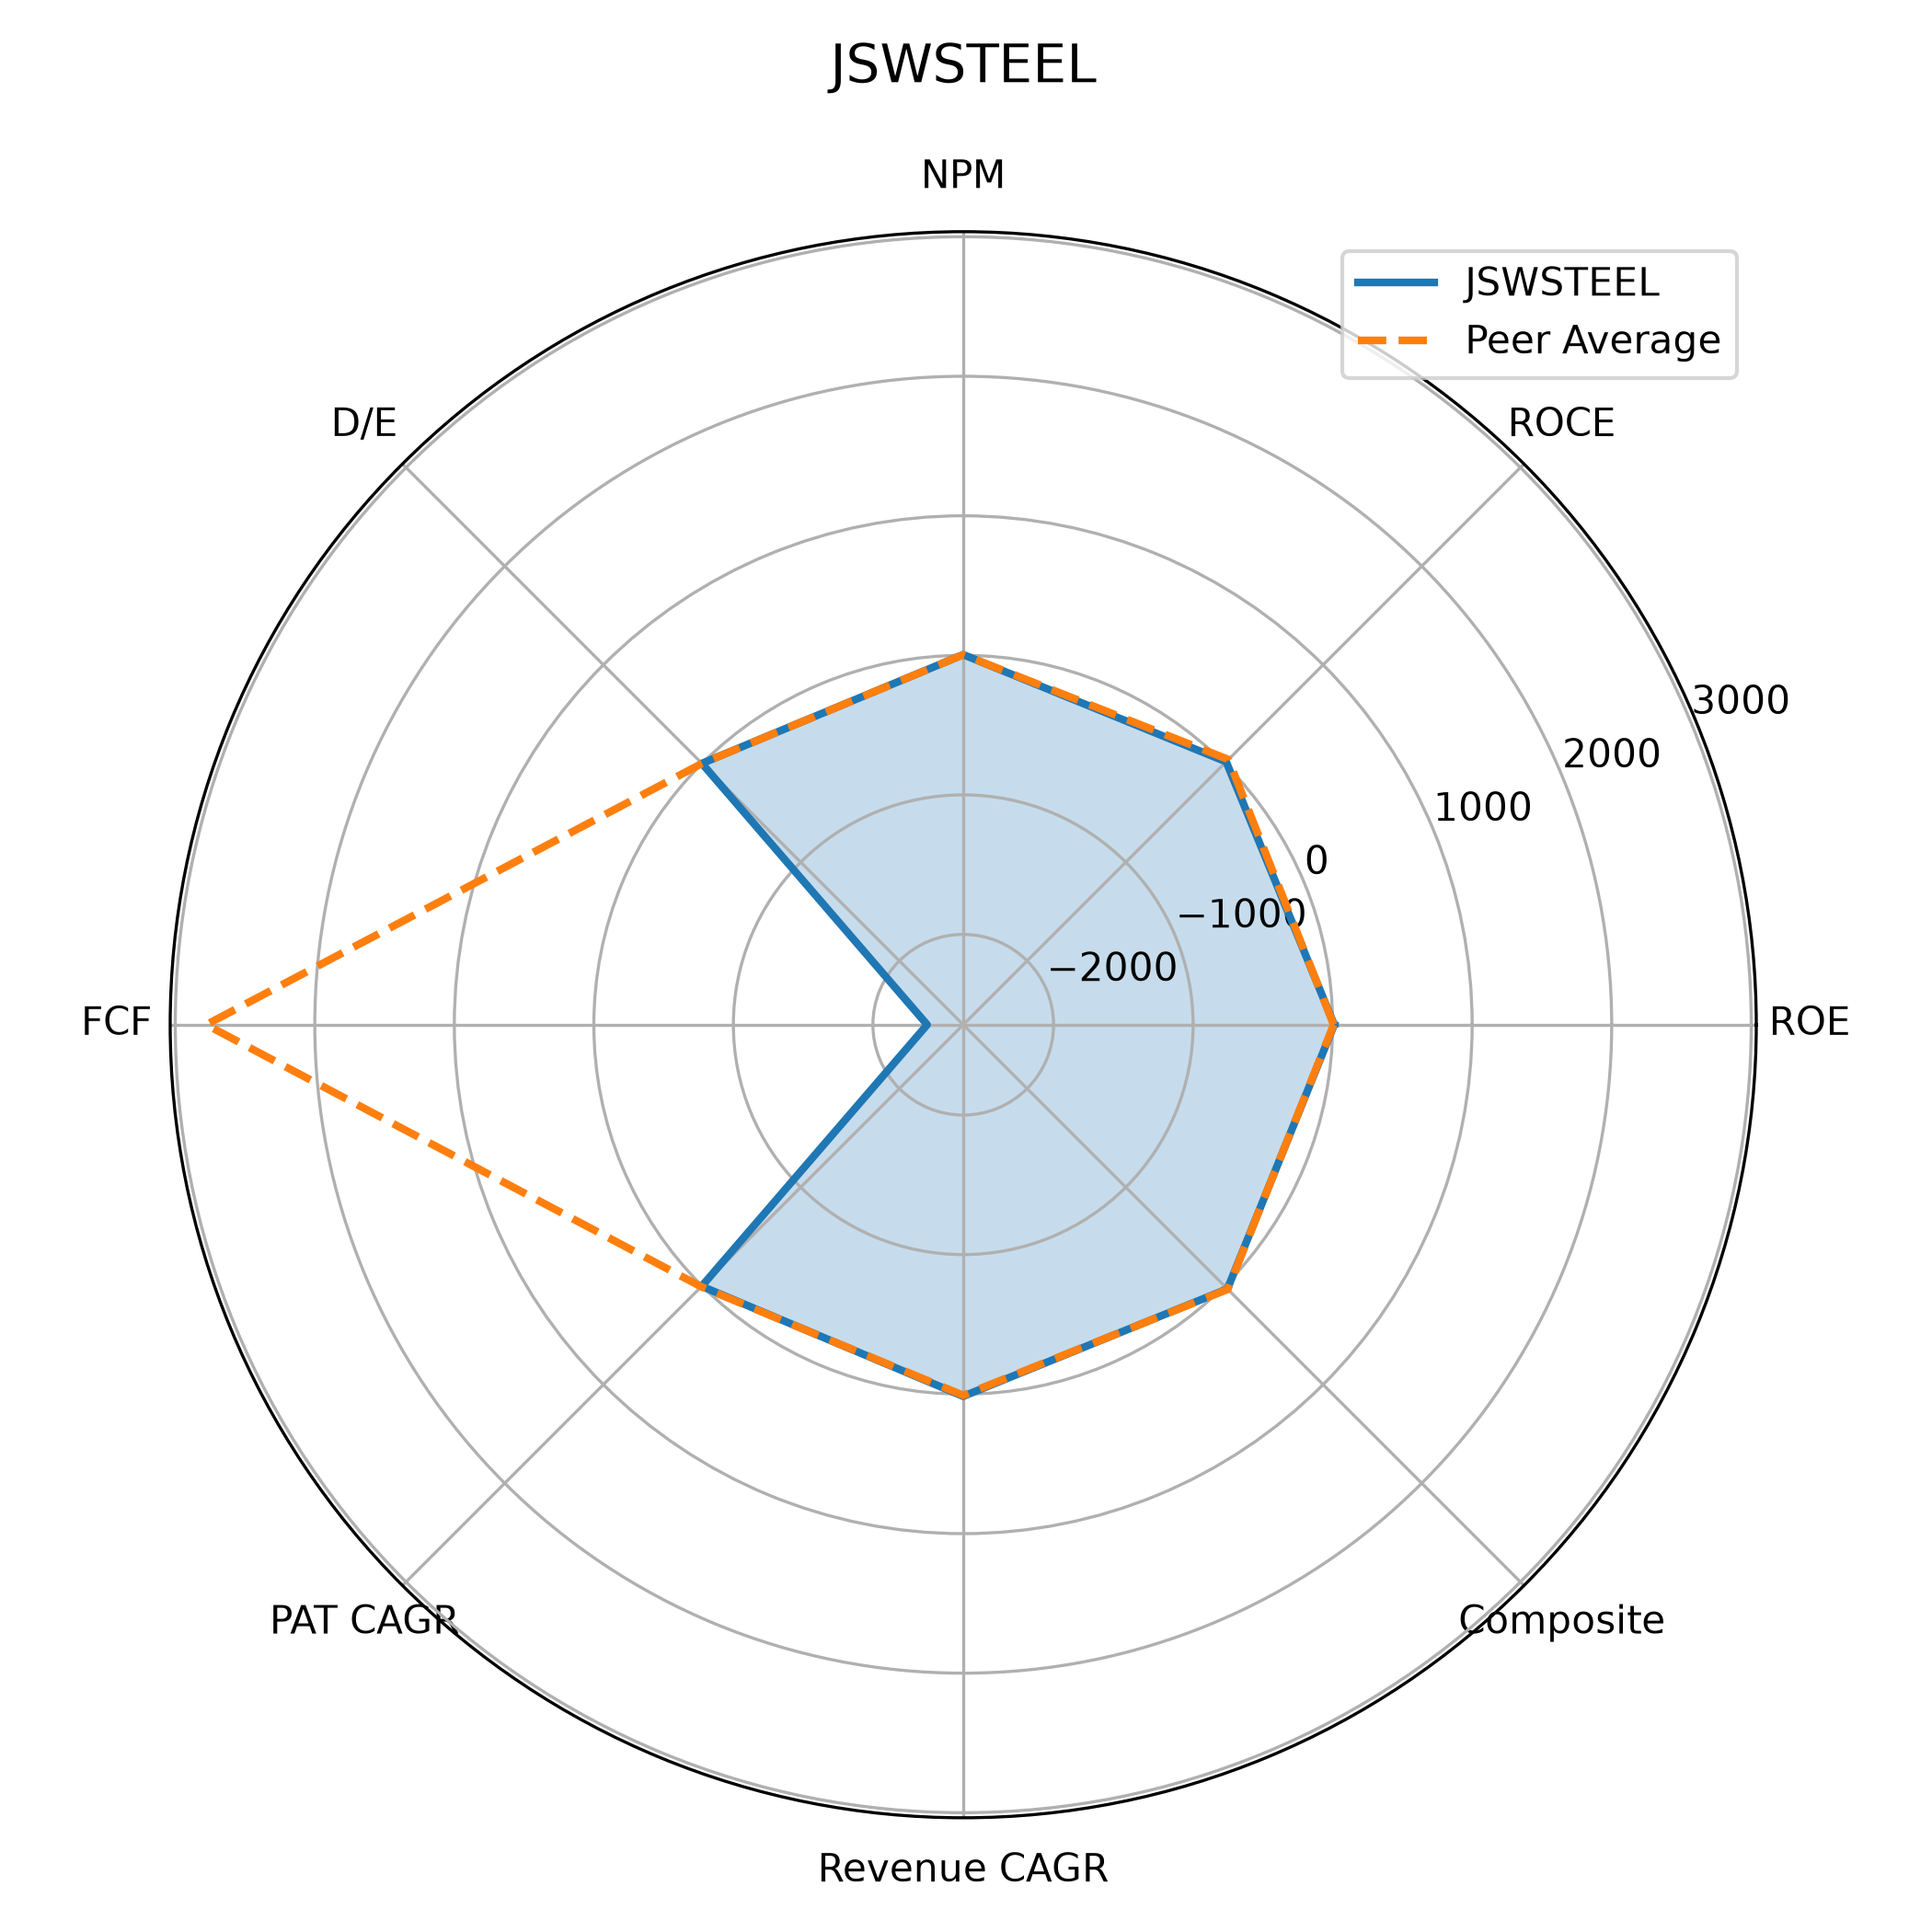 JSWSTEEL
NPM
JSWSTEEL
Peer Average
D/E
ROCE
3000
2000
1000
0
−1000
−2000
FCF
ROE
PAT CAGR
Composite
Revenue CAGR